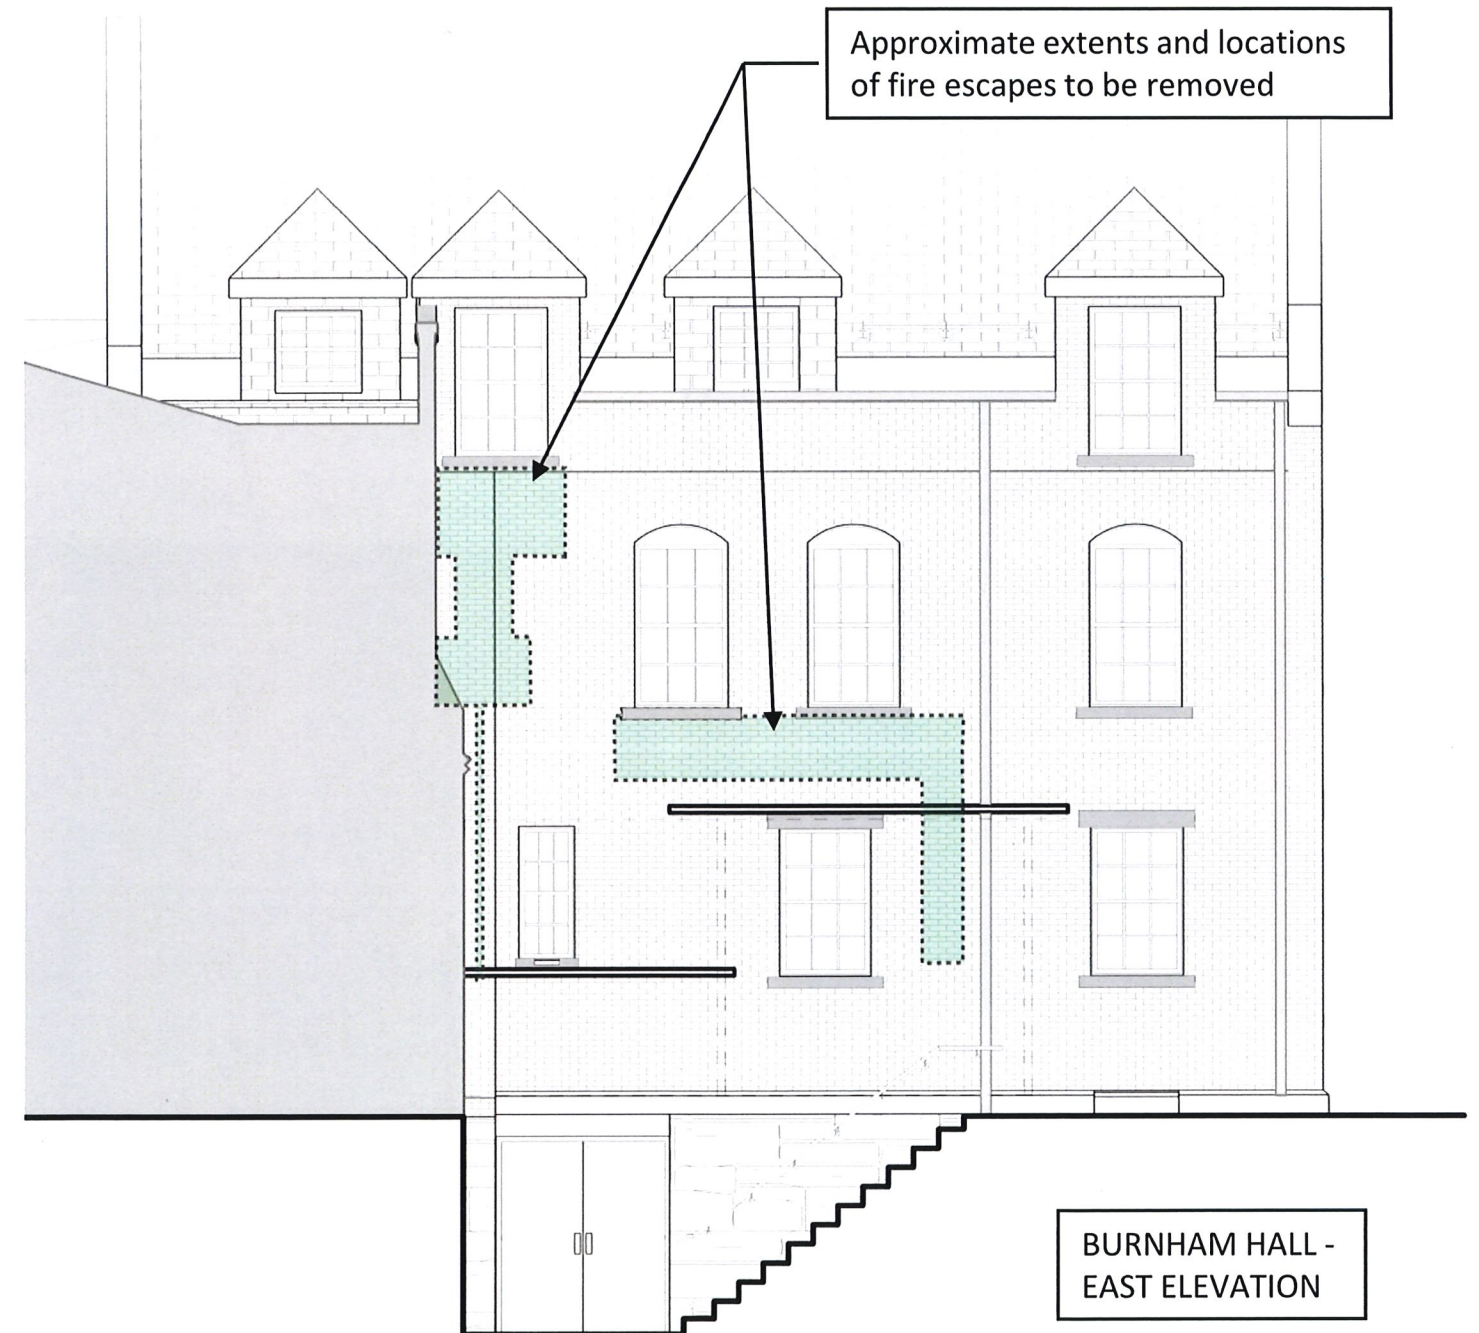 Approximate extents and locations
of fire escapes to be removed
BURNHAM HALL -
EAST ELEVATION